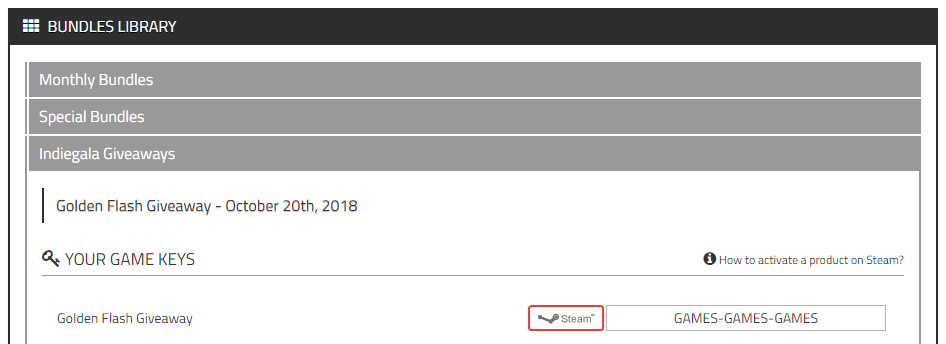 BUNDLES LIBRARY
Monthly Bundles
Special Bundles
Indiegala Giveaways
Golden Flash Giveaway - October 20th, 2018
YOUR GAME KEYS
How to activate a product on Steam?
Golden Flash Giveaway
Steam™
GAMES-GAMES-GAMES